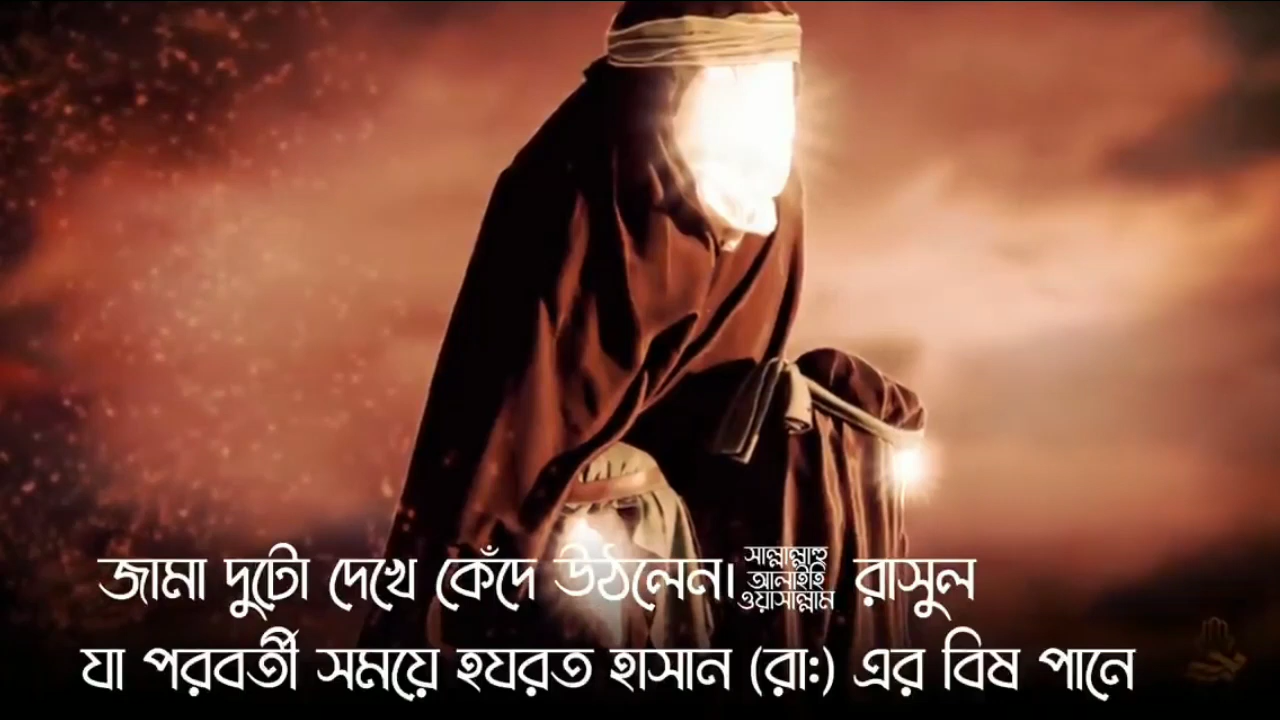 জামা দুটো দেখে কেঁদে উঠলেন। সাল্লাল্লাহু আলাইহি ওয়াসাল্লাম রাসুল
যা পরবর্তী সময়ে হযরত হাসান (রা:) এর বিষ পানে